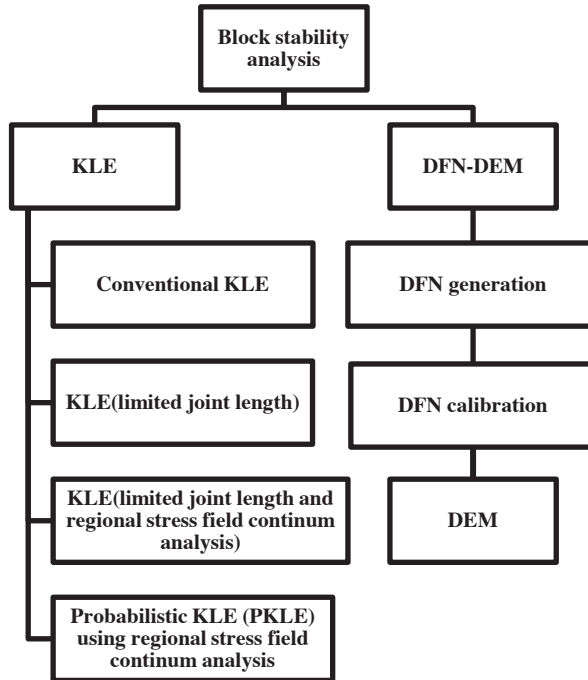 Block stability
analysis
KLE
DFN-DEM
Conventional KLE
DFN generation
KLE(limited joint length)
DFN calibration
KLE(limited joint length and
regional stress field continum
analysis)
DEM
Probabilistic KLE (PKLE)
using regional stress field
continum analysis